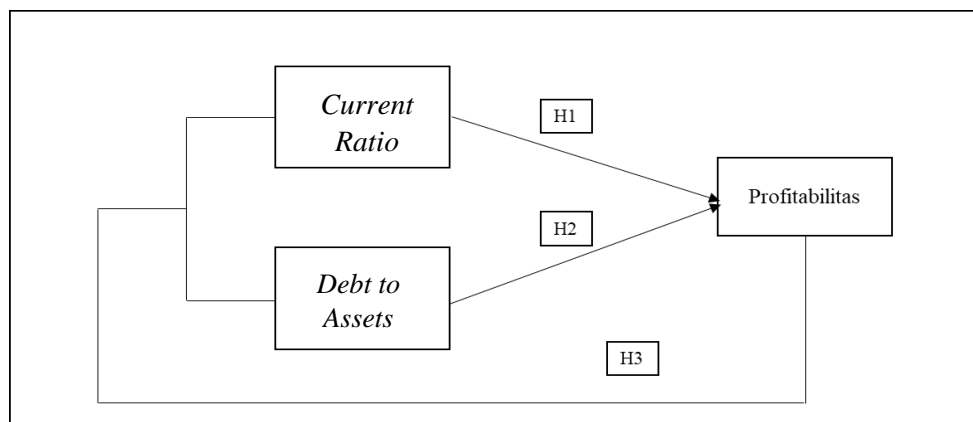 Current
Ratio
H1
Profitabilitas
H2
Debt to
Assets
H3